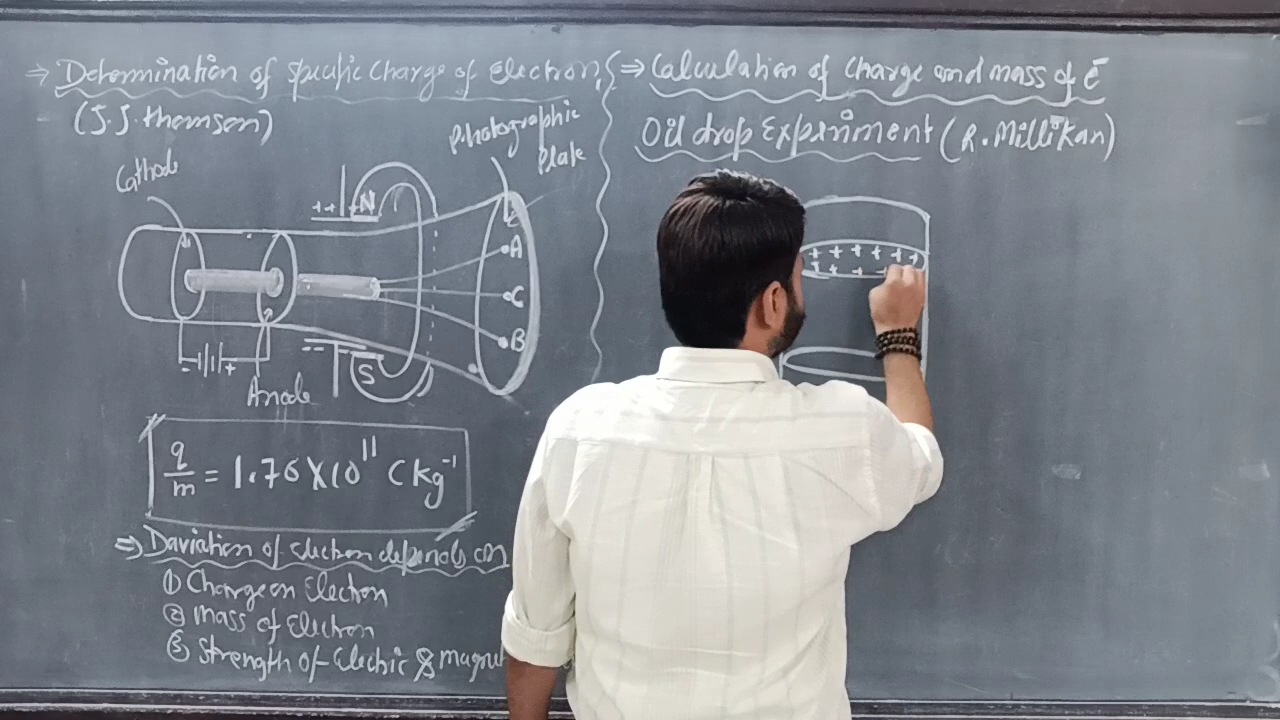 ⇒ Determination of Specific Charge of Electron
(J.J. thomson)
Cathode
Photographic
Plate
++ + N
A
C
B
- +
-- S
Anode
q/m = 1.76 X 10¹¹ C kg⁻¹
⇒ Daviation of electron depends on
① Charge on Electron
② Mass of Electron
③ Strength of Electric & magne
⇒ Calculation of charge and mass of e⁻
Oil drop Experiment (R. Millikan)
+ + + + + +
+ + + +